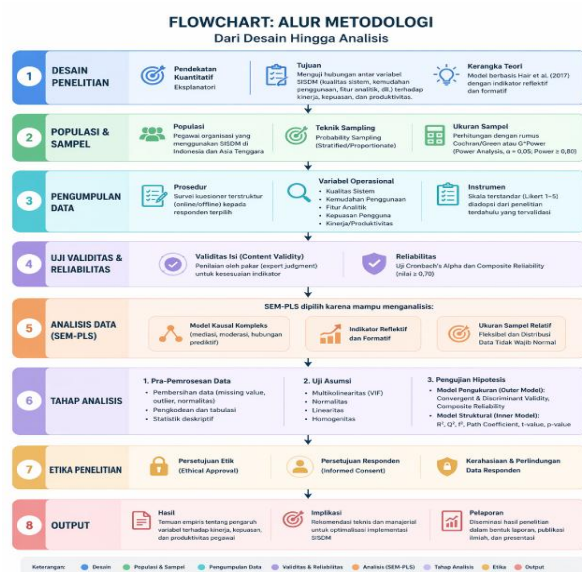 FLOWCHART: ALUR METODOLOGI
Dari Desain Hingga Analisis
1
DESAIN
PENELITIAN
Pendekatan
Kuantitatif
Eksplanatori
Tujuan
Menguji hubungan antar variabel
SISDM (kualitas sistem, kemudahan
penggunaan, fitur analitik, dll.) terhadap
kinerja, kepuasan, dan produktivitas.
Kerangka Teori
Model berbasis Hair et al. (2017)
dengan indikator reflektif
dan formatif
2
POPULASI &
SAMPEL
Populasi
Pegawai organisasi yang
menggunakan SISDM di
Indonesia dan Asia Tenggara
Teknik Sampling
Probability Sampling
(Stratified/Proportionate)
Ukuran Sampel
Perhitungan dengan rumus
Cochran/Green atau G*Power
(Power Analysis, α = 0,05; Power ≥ 0,80)
3
PENGUMPULAN
DATA
Prosedur
Survei kuesioner terstruktur
(online/offline) kepada
responden terpilih
Variabel Operasional
• Kualitas Sistem
• Kemudahan Penggunaan
• Fitur Analitik
• Kepuasan Pengguna
• Kinerja/Produktivitas
Instrumen
Skala terstandar (Likert 1–5)
diadopsi dari penelitian
terdahulu yang tervalidasi
4
UJI VALIDITAS &
RELIABILITAS
Validitas Isi (Content Validity)
Penilaian oleh pakar (expert judgment)
untuk kesesuaian indikator
Reliabilitas
Uji Cronbach's Alpha dan Composite Reliability
(nilai ≥ 0,70)
5
ANALISIS DATA
(SEM-PLS)
SEM-PLS dipilih karena mampu menganalisis:
Model Kausal Kompleks
(mediasi, moderasi, hubungan
prediktif)
Indikator Reflektif
dan Formatif
Ukuran Sampel Relatif
Fleksibel dan Distribusi
Data Tidak Wajib Normal
6
TAHAP ANALISIS
1. Pra-Pemrosesan Data
• Pembersihan data (missing value,
outlier, normalitas)
• Pengkodean dan tabulasi
• Statistik deskriptif
2. Uji Asumsi
• Multikolinearitas (VIF)
• Normalitas
• Linearitas
• Homogenitas
3. Pengujian Hipotesis
• Model Pengukuran (Outer Model):
Convergent & Discriminant Validity,
Composite Reliability
• Model Struktural (Inner Model):
R², Q², f², Path Coefficient, t-value, p-value
7
ETIKA PENELITIAN
Persetujuan Etik
(Ethical Approval)
Persetujuan Responden
(Informed Consent)
Kerahasiaan & Perlindungan
Data Responden
8
OUTPUT
Hasil
Temuan empiris tentang pengaruh
variabel terhadap kinerja, kepuasan,
dan produktivitas pegawai
Implikasi
Rekomendasi teknis dan manajerial
untuk optimalisasi implementasi
SISDM
Pelaporan
Diseminasi hasil penelitian
dalam bentuk laporan, publikasi
ilmiah, dan presentasi
Keterangan: Desain Populasi & Sampel Pengumpulan Data Validitas & Reliabilitas Analisis (SEM-PLS) Tahap Analisis Etika Output